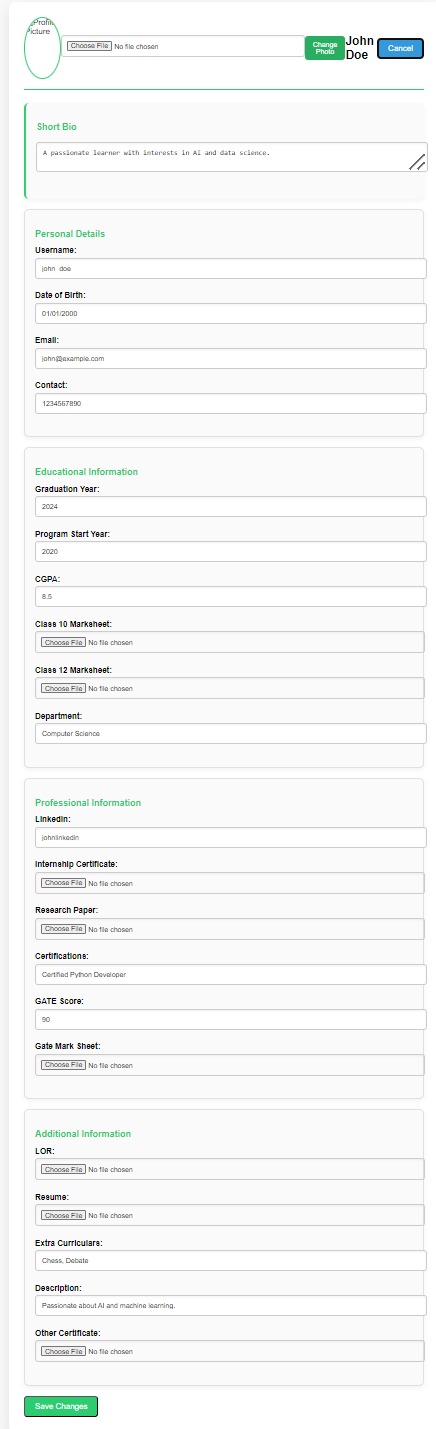 Profile
Picture
Choose File No file chosen
Change
Photo
John
Doe
Cancel
Short Bio
A passionate learner with interests in AI and data science.
Personal Details
Username:
john_doe
Date of Birth:
01/01/2000
Email:
john@example.com
Contact:
1234567890
Educational Information
Graduation Year:
2024
Program Start Year:
2020
CGPA:
8.5
Class 10 Marksheet:
Choose File No file chosen
Class 12 Marksheet:
Choose File No file chosen
Department:
Computer Science
Professional Information
LinkedIn:
johnlinkedin
Internship Certificate:
Choose File No file chosen
Research Paper:
Choose File No file chosen
Certifications:
Certified Python Developer
GATE Score:
90
Gate Mark Sheet:
Choose File No file chosen
Additional Information
LOR:
Choose File No file chosen
Resume:
Choose File No file chosen
Extra Curriculars:
Chess, Debate
Description:
Passionate about AI and machine learning.
Other Certificate:
Choose File No file chosen
Save Changes